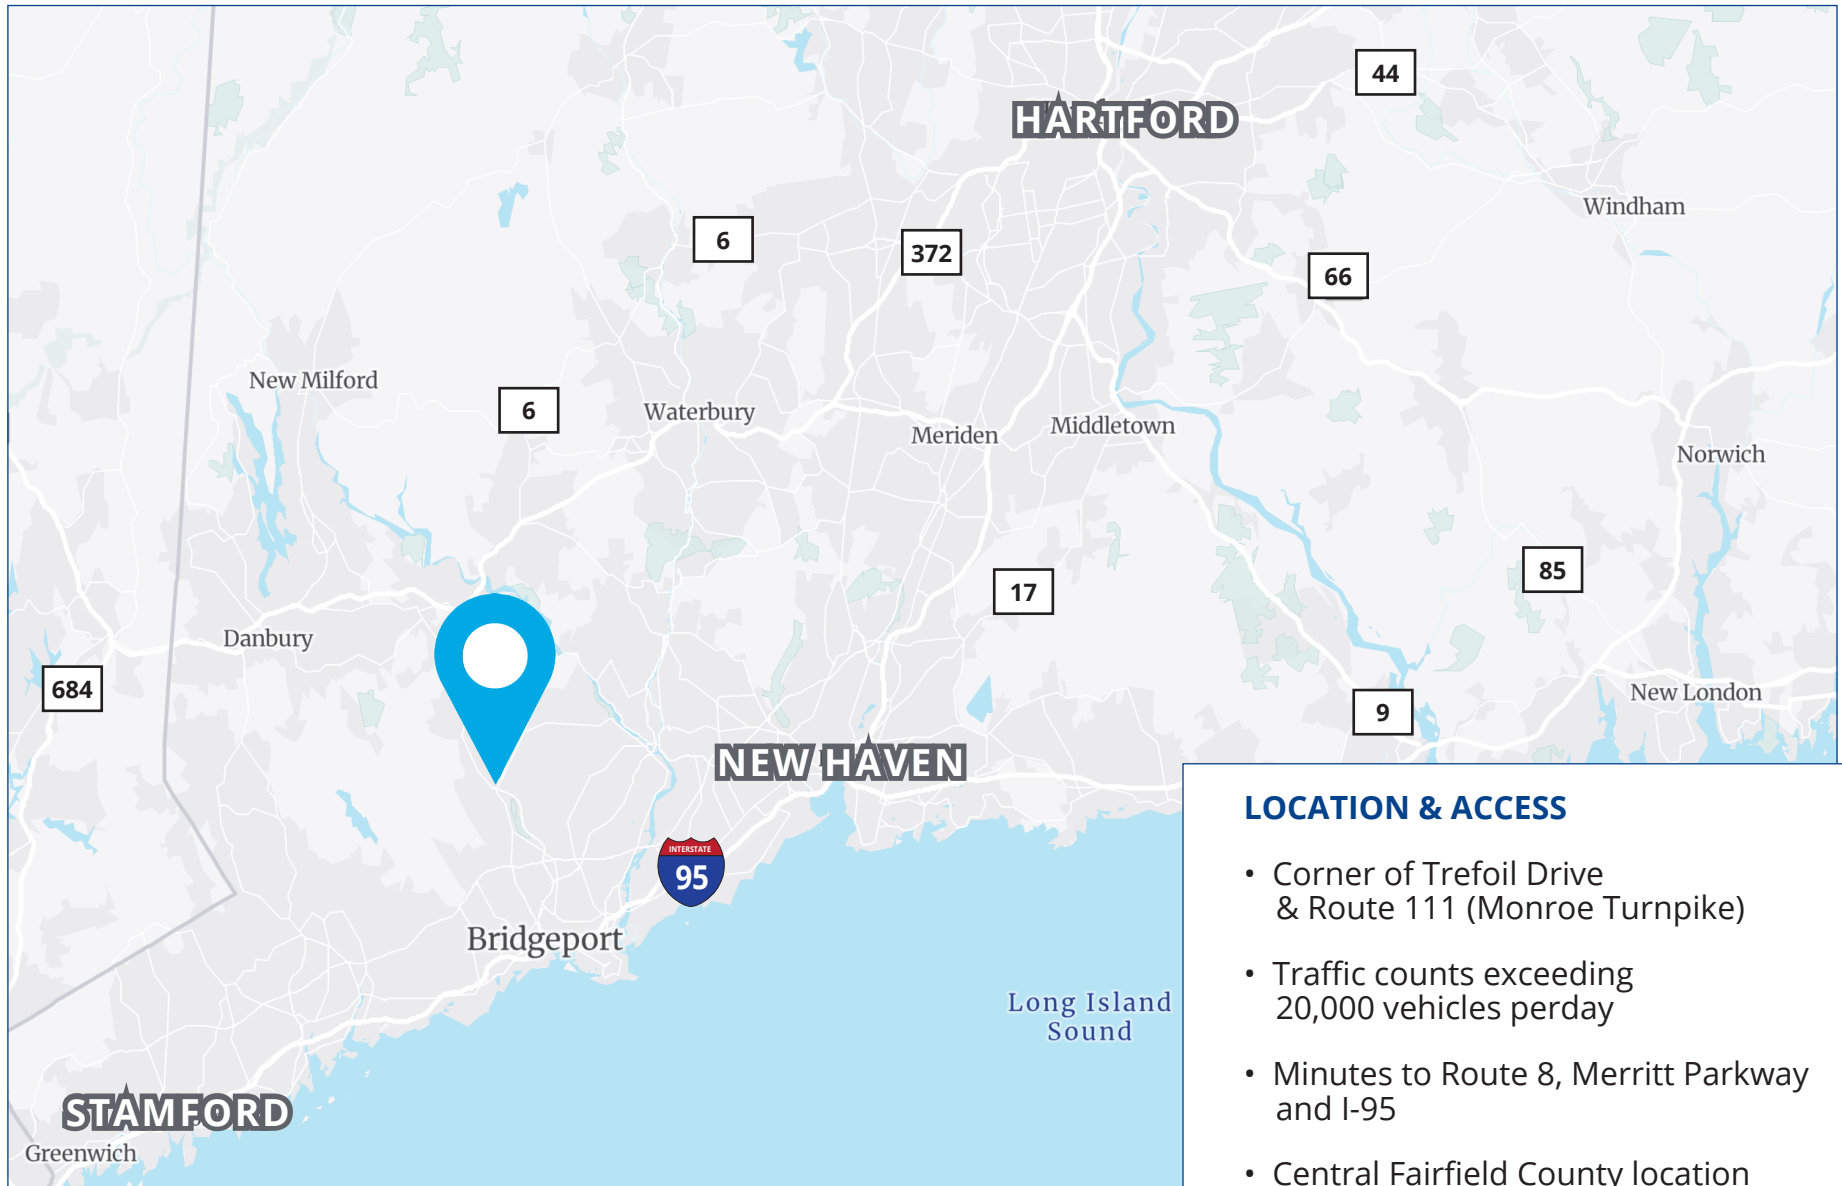 44
HARTFORD
Windham
6
372
66
New Milford
6
Waterbury
Meriden
Middletown
Norwich
85
17
Danbury
684
New London
9
NEW HAVEN
INTERSTATE
95
Bridgeport
Long Island
Sound
STAMFORD
Greenwich
LOCATION & ACCESS
• Corner of Trefoil Drive
& Route 111 (Monroe Turnpike)
• Traffic counts exceeding
20,000 vehicles perday
• Minutes to Route 8, Merritt Parkway
and I-95
• Central Fairfield County location